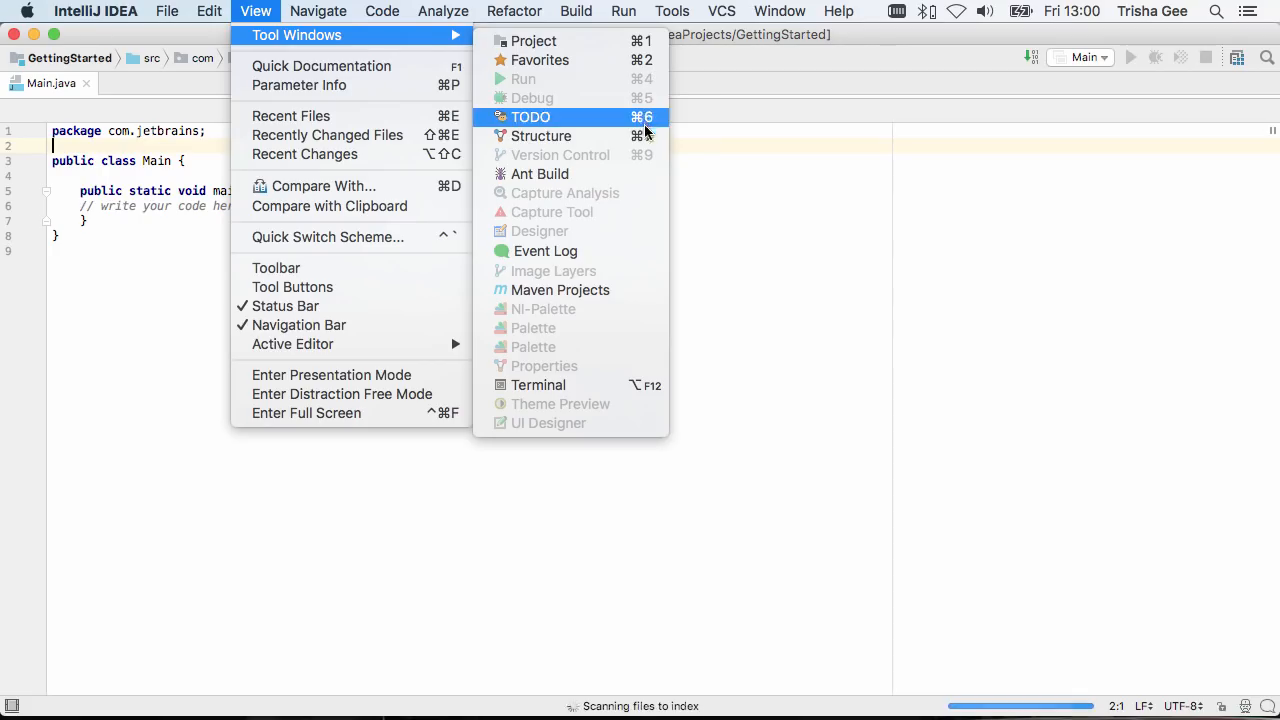 IntelliJ IDEA File Edit View Navigate Code Analyze Refactor Build Run Tools VCS Window Help Fri 13:00 Trisha Gee
eaProjects/GettingStarted]
GettingStarted src com Main
Main.java
Tool Windows
Quick Documentation F1
Parameter Info ⌘P
Recent Files ⌘E
Recently Changed Files ⇧⌘E
Recent Changes ⌥⇧C
Compare With... ⌘D
Compare with Clipboard
Quick Switch Scheme... ^ `
Toolbar
Tool Buttons
✓ Status Bar
✓ Navigation Bar
Active Editor
Enter Presentation Mode
Enter Distraction Free Mode
Enter Full Screen ^⌘F
Project ⌘1
Favorites ⌘2
Run ⌘4
Debug ⌘5
TODO ⌘6
Structure ⌘
Version Control ⌘9
Ant Build
Capture Analysis
Capture Tool
Designer
Event Log
Image Layers
Maven Projects
NI-Palette
Palette
Palette
Properties
Terminal ⌥F12
Theme Preview
UI Designer
1 package com.jetbrains;
2
3 public class Main {
4
5 public static void mai
6 // write your code her
7 }
8 }
9
Scanning files to index 2:1 LF UTF-8